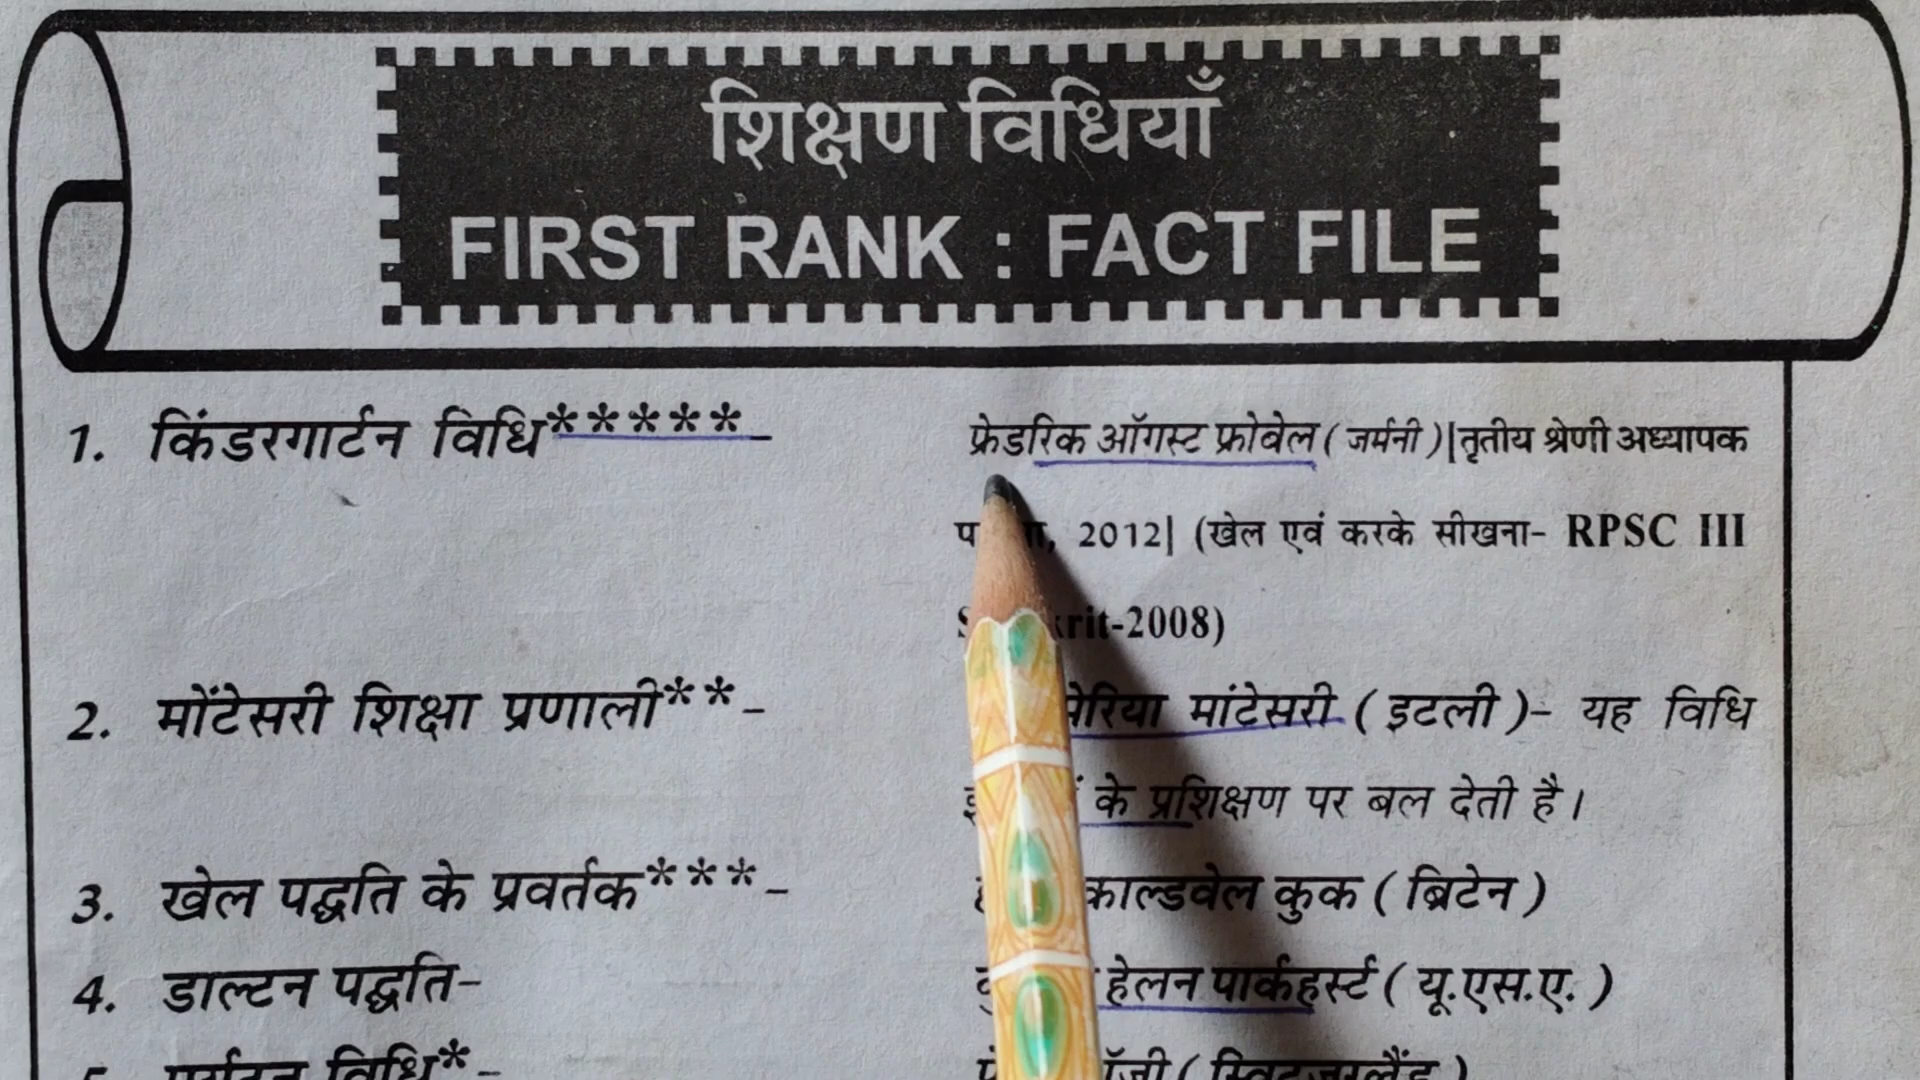 शिक्षण विधियाँ
FIRST RANK : FACT FILE
1. किंडरगार्टन विधि*****- फ्रेडरिक ऑगस्ट फ्रोबेल ( जर्मनी )|तृतीय श्रेणी अध्यापक
2012| (खेल एवं करके सीखना- RPSC III
-2008)
2. मोंटेसरी शिक्षा प्रणाली**- मांटेसरी ( इटली )- यह विधि
के प्रशिक्षण पर बल देती है।
3. खेल पद्धति के प्रवर्तक***- काल्डवेल कुक ( ब्रिटेन )
4. डाल्टन पद्धति- हेलन पार्कहर्स्ट ( यू.एस.ए. )
विधि*-